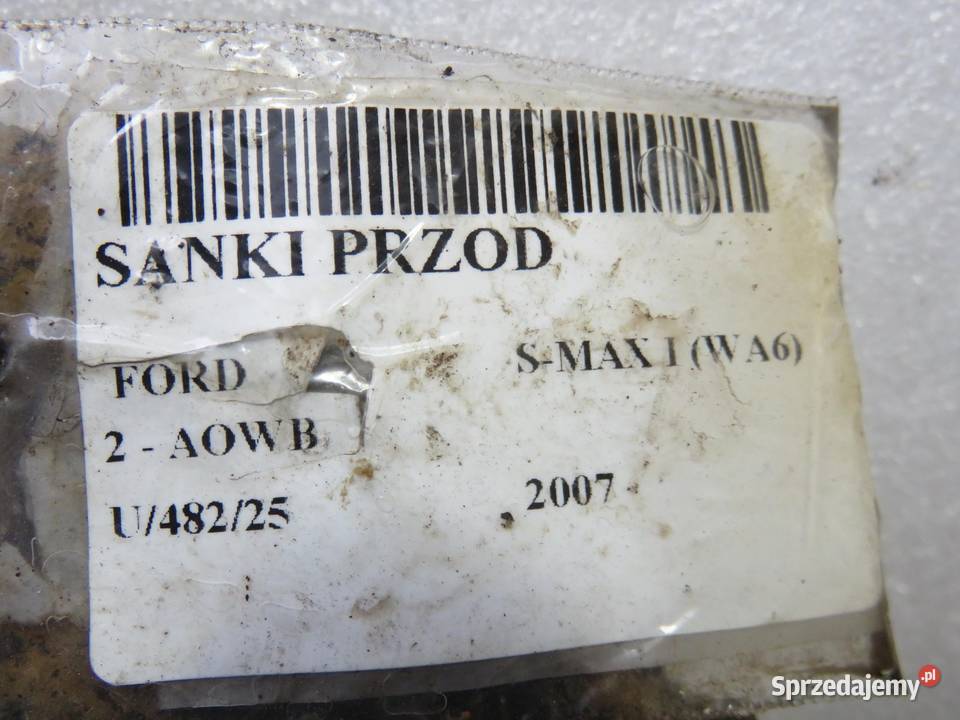 SANKI PRZOD
FORD S-MAX I (WA6)
2 - AOWB
U/482/25 2007
Sprzedajemy.pl